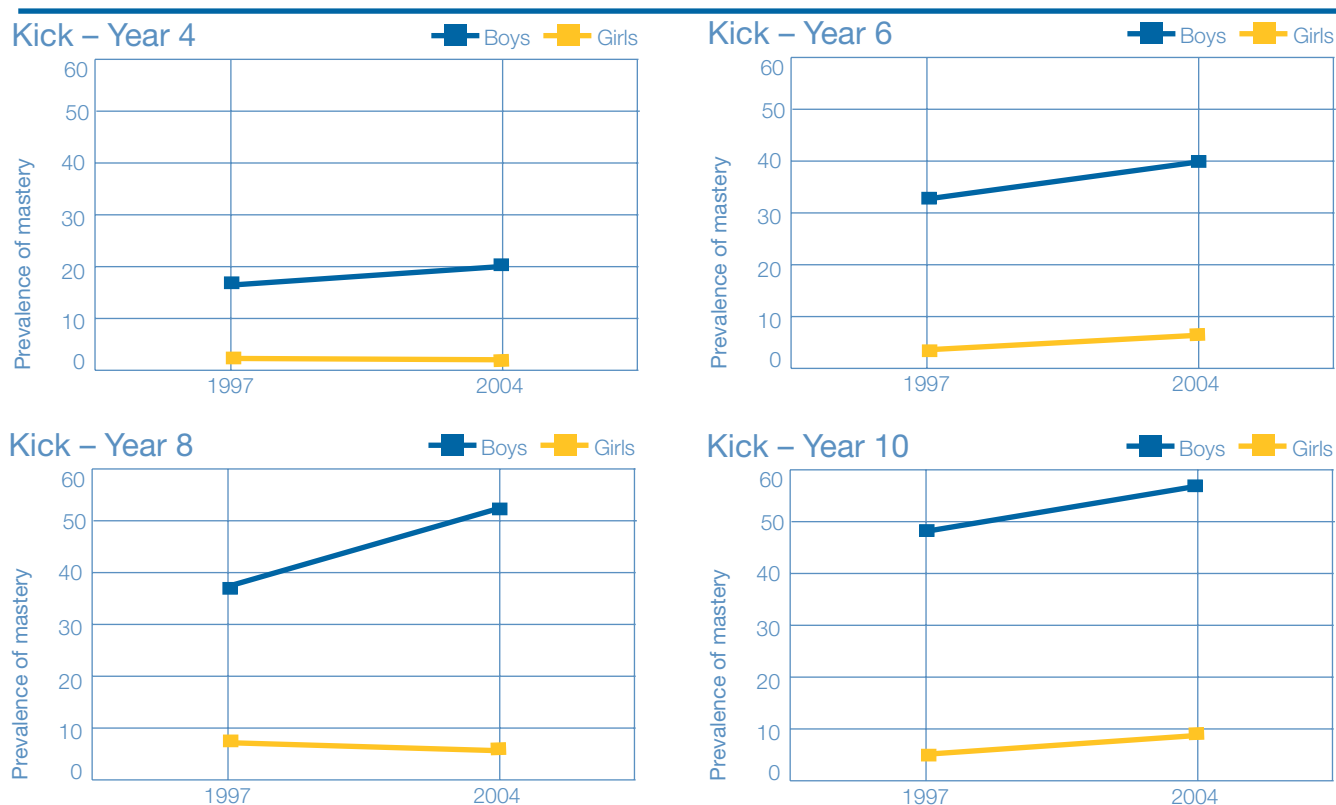 Kick – Year 4
Boys Girls
Prevalence of mastery
60
50
40
30
20
10
0
1997 2004
Kick – Year 6
Boys Girls
Prevalence of mastery
60
50
40
30
20
10
0
1997 2004
Kick – Year 8
Boys Girls
Prevalence of mastery
60
50
40
30
20
10
0
1997 2004
Kick – Year 10
Boys Girls
Prevalence of mastery
60
50
40
30
20
10
0
1997 2004